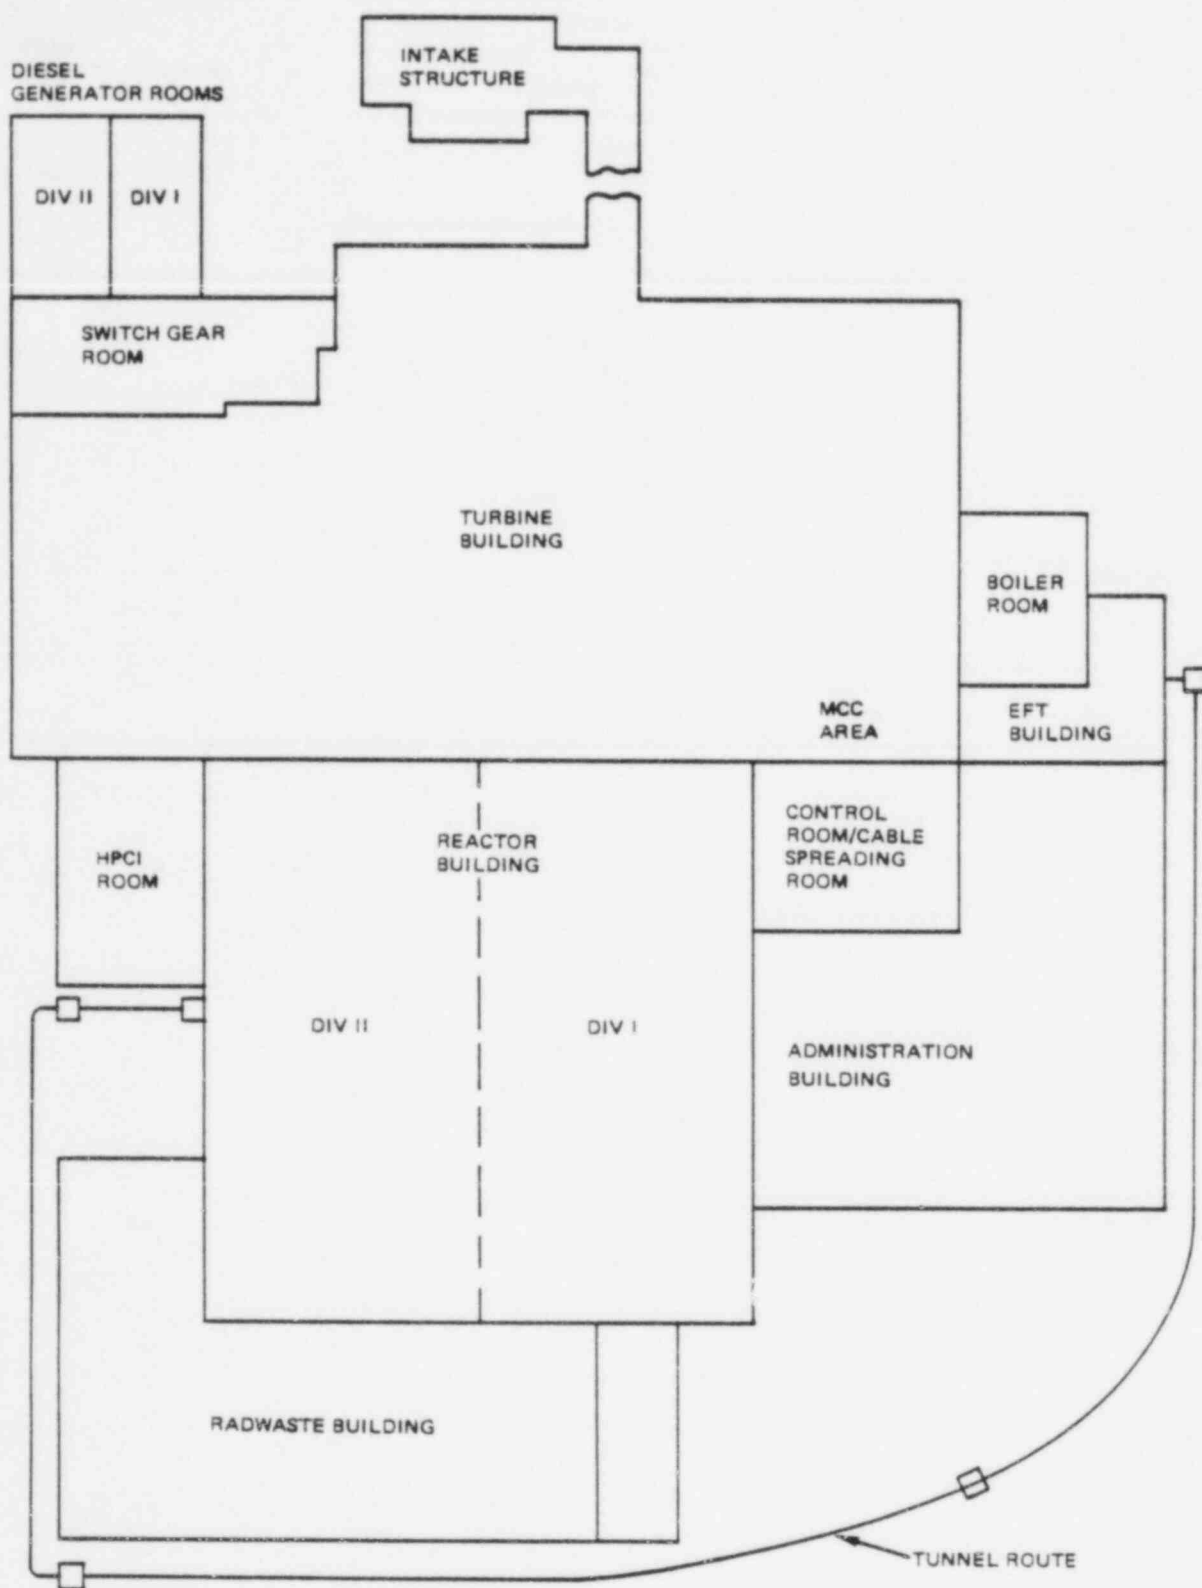 INTAKE
STRUCTURE
DIESEL
GENERATOR ROOMS
DIV II
DIV I
SWITCH GEAR
ROOM
TURBINE
BUILDING
BOILER
ROOM
MCC
AREA
EFT
BUILDING
HPCI
ROOM
REACTOR
BUILDING
CONTROL
ROOM/CABLE
SPREADING
ROOM
DIV II
DIV I
ADMINISTRATION
BUILDING
RADWASTE BUILDING
TUNNEL ROUTE